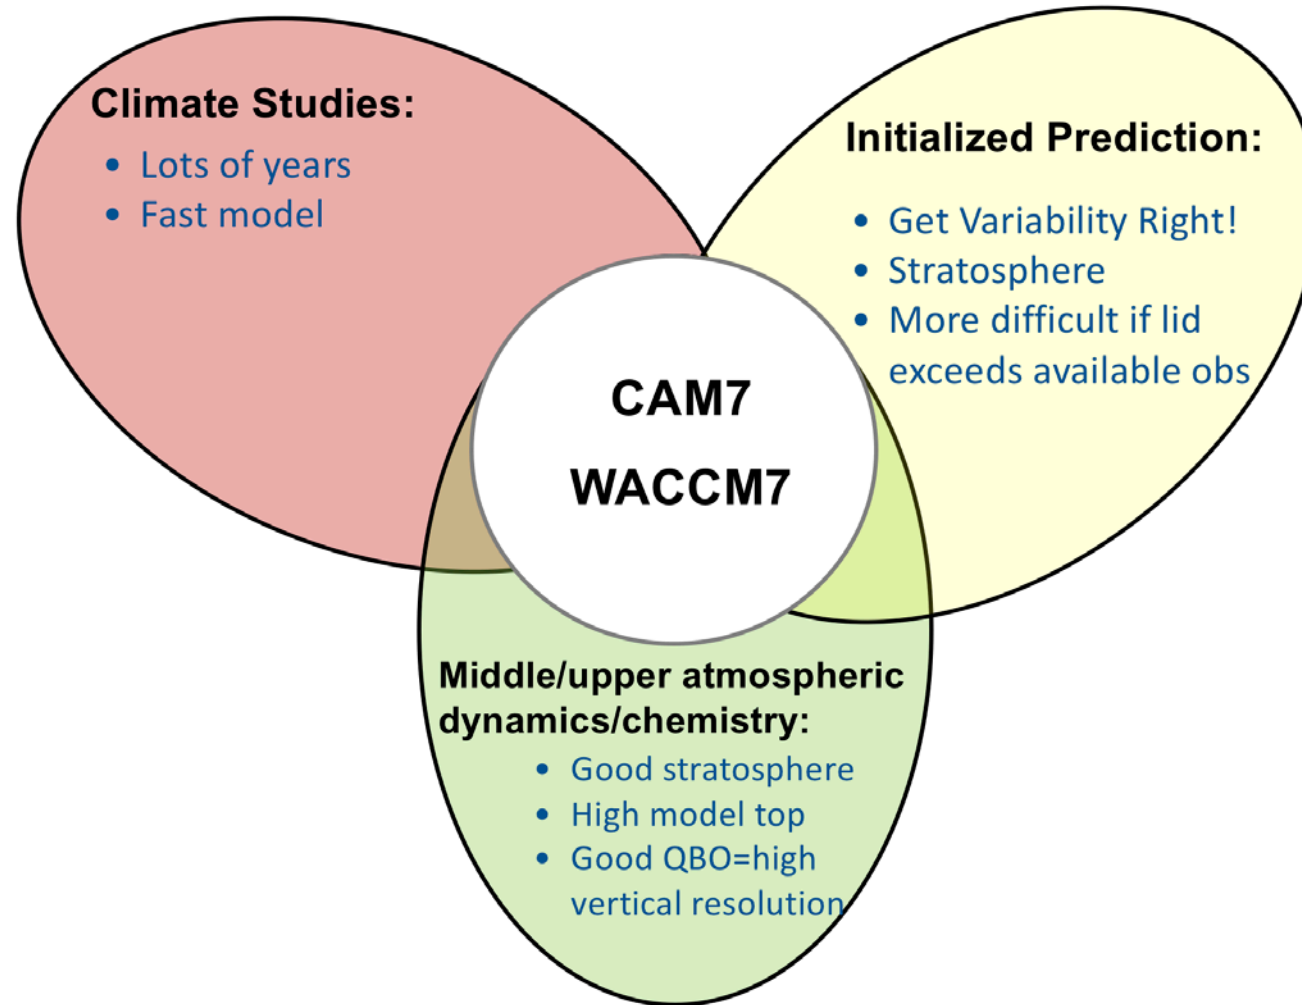 Climate Studies:
• Lots of years
• Fast model
Initialized Prediction:
• Get Variability Right!
• Stratosphere
• More difficult if lid
exceeds available obs
CAM7
WACCM7
Middle/upper atmospheric
dynamics/chemistry:
• Good stratosphere
• High model top
• Good QBO=high
vertical resolution